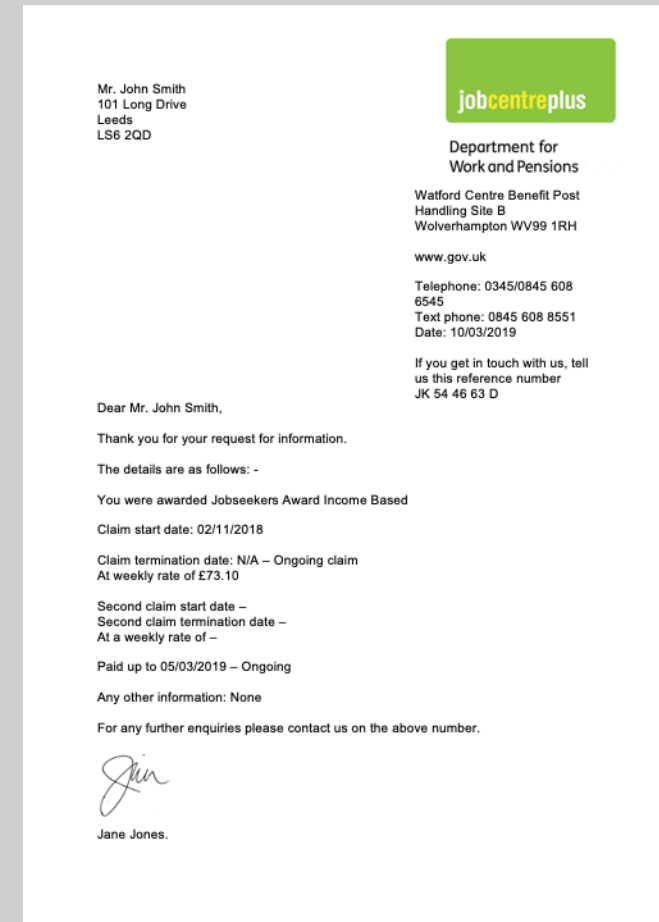 Mr. John Smith
101 Long Drive
Leeds
LS6 2QD
jobcentreplus
Department for
Work and Pensions
Watford Centre Benefit Post
Handling Site B
Wolverhampton WV99 1RH
www.gov.uk
Telephone: 0345/0845 608
6545
Text phone: 0845 608 8551
Date: 10/03/2019
If you get in touch with us, tell
us this reference number
JK 54 46 63 D
Dear Mr. John Smith,
Thank you for your request for information.
The details are as follows: -
You were awarded Jobseekers Award Income Based
Claim start date: 02/11/2018
Claim termination date: N/A – Ongoing claim
At weekly rate of £73.10
Second claim start date –
Second claim termination date –
At a weekly rate of –
Paid up to 05/03/2019 – Ongoing
Any other information: None
For any further enquiries please contact us on the above number.
Jane Jones.